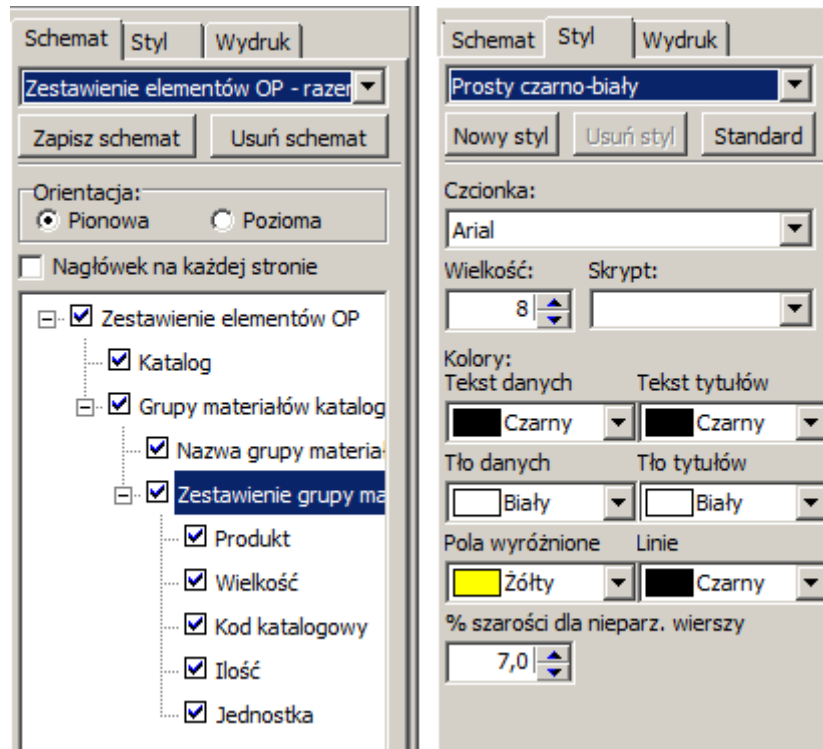 Schemat Styl Wydruk
Zestawienie elementów OP - razer
Zapisz schemat Usuń schemat
Orientacja:
Pionowa Pozioma
Nagłówek na każdej stronie
Zestawienie elementów OP
Katalog
Grupy materiałów katalog
Nazwa grupy materia
Zestawienie grupy ma
Produkt
Wielkość
Kod katalogowy
Ilość
Jednostka
Schemat Styl Wydruk
Prosty czarno-biały
Nowy styl Usuń styl Standard
Czcionka:
Arial
Wielkość: Skrypt:
8
Kolory:
Tekst danych Tekst tytułów
Czarny Czarny
Tło danych Tło tytułów
Biały Biały
Pola wyróżnione Linie
Żółty Czarny
% szarości dla nieparz. wierszy
7,0